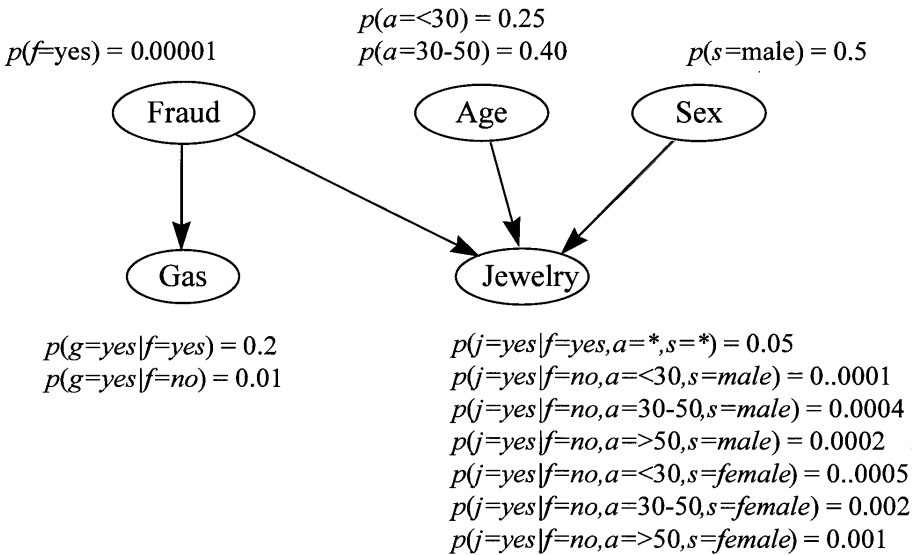 p(a=<30) = 0.25
p(f=yes) = 0.00001
p(a=30-50) = 0.40
p(s=male) = 0.5
Fraud
Age
Sex
Gas
Jewelry
p(g=yes|f=yes) = 0.2
p(g=yes|f=no) = 0.01
p(j=yes|f=yes,a=*,s=*) = 0.05
p(j=yes|f=no,a=<30,s=male) = 0..0001
p(j=yes|f=no,a=30-50,s=male) = 0.0004
p(j=yes|f=no,a=>50,s=male) = 0.0002
p(j=yes|f=no,a=<30,s=female) = 0..0005
p(j=yes|f=no,a=30-50,s=female) = 0.002
p(j=yes|f=no,a=>50,s=female) = 0.001